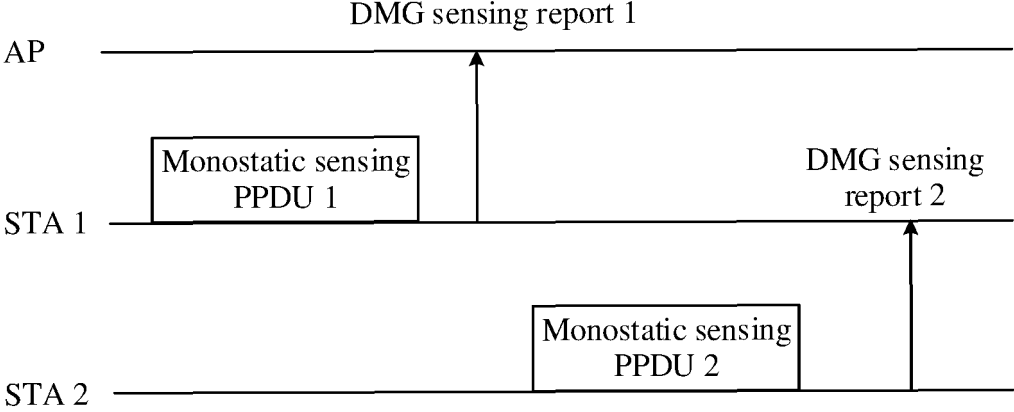 DMG sensing report 1
AP
Monostatic sensing
PPDU 1
DMG sensing
report 2
STA 1
Monostatic sensing
PPDU 2
STA 2